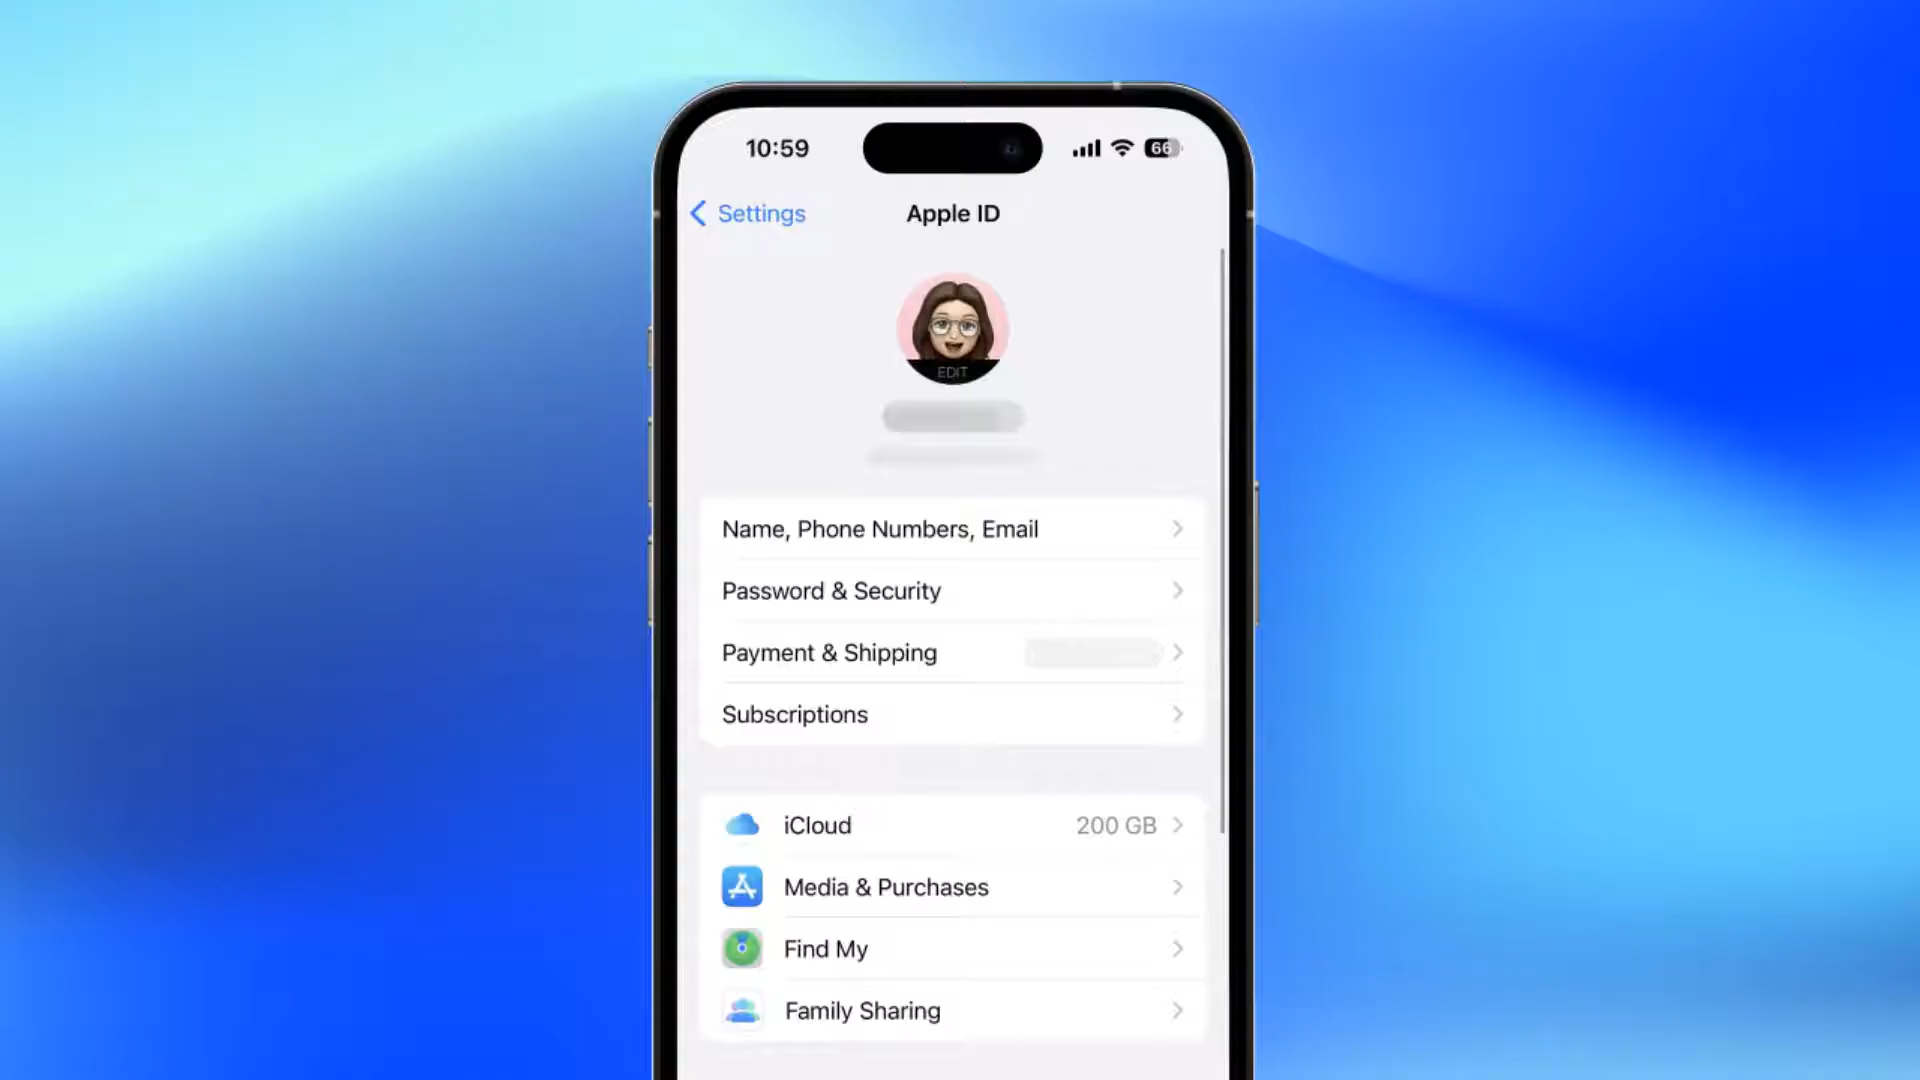 10:59
66
Settings
Apple ID
EDIT
Name, Phone Numbers, Email
Password & Security
Payment & Shipping
Subscriptions
iCloud 200 GB
Media & Purchases
Find My
Family Sharing